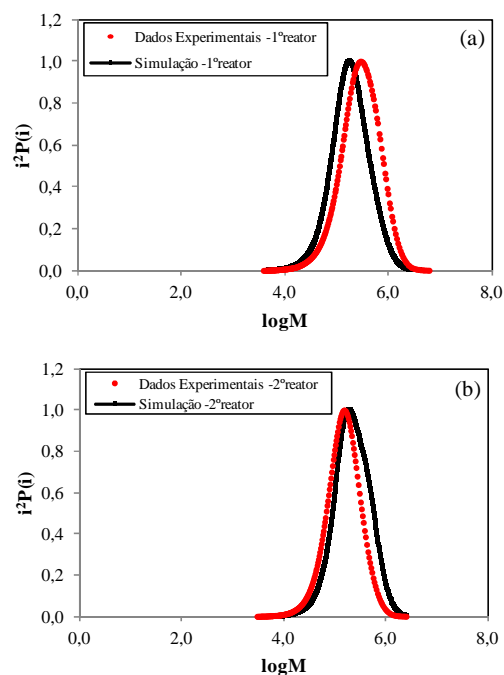 (a)
Dados Experimentais -1ºreator
Simulação -1ºreator
1,2
1,0
0,8
0,6
0,4
0,2
0,0
i²P(i)
0,0 2,0 4,0 6,0 8,0
logM
(b)
Dados Experimentais -2ºreator
Simulação -2ºreator
1,2
1,0
0,8
0,6
0,4
0,2
0,0
i²P(i)
0,0 2,0 4,0 6,0 8,0
logM